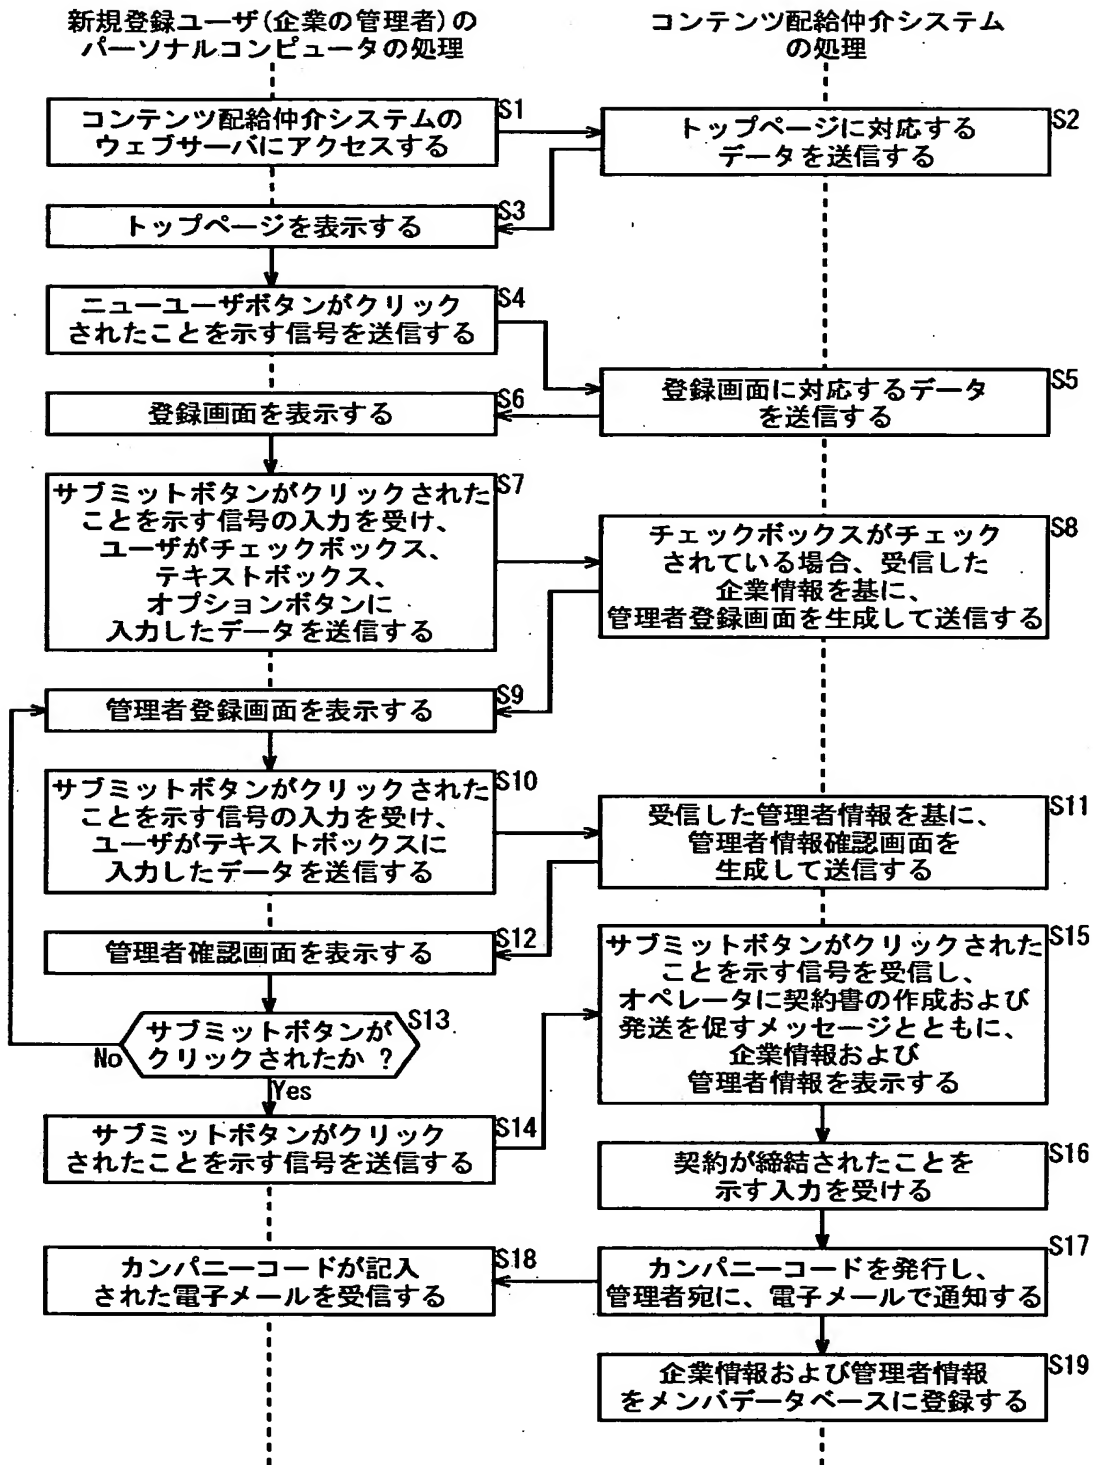 新規登録ユーザ(企業の管理者)の
パーソナルコンピュータの処理
コンテンツ配給仲介システム
の処理
S1
コンテンツ配給仲介システムの
ウェブサーバにアクセスする
S2
トップページに対応する
データを送信する
S3
トップページを表示する
S4
ニューユーザボタンがクリック
されたことを示す信号を送信する
S5
登録画面に対応するデータ
を送信する
S6
登録画面を表示する
S7
サブミットボタンがクリックされた
ことを示す信号の入力を受け、
ユーザがチェックボックス、
テキストボックス、
オプションボタンに
入力したデータを送信する
S8
チェックボックスがチェック
されている場合、受信した
企業情報を基に、
管理者登録画面を生成して送信する
S9
管理者登録画面を表示する
S10
サブミットボタンがクリックされた
ことを示す信号の入力を受け、
ユーザがテキストボックスに
入力したデータを送信する
S11
受信した管理者情報を基に、
管理者情報確認画面を
生成して送信する
S12
管理者確認画面を表示する
S13
サブミットボタンが
クリックされたか ?
No
Yes
S14
サブミットボタンがクリック
されたことを示す信号を送信する
S15
サブミットボタンがクリックされた
ことを示す信号を受信し、
オペレータに契約書の作成および
発送を促すメッセージとともに、
企業情報および
管理者情報を表示する
S16
契約が締結されたことを
示す入力を受ける
S17
カンパニーコードを発行し、
管理者宛に、電子メールで通知する
S18
カンパニーコードが記入
された電子メールを受信する
S19
企業情報および管理者情報
をメンバデータベースに登録する